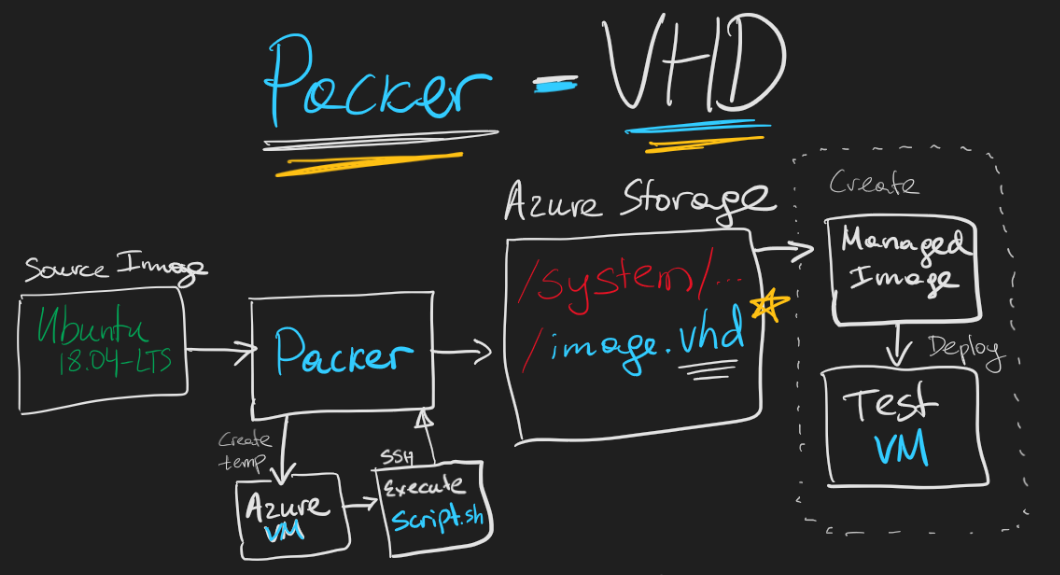 Packer = VHD
Source Image
Ubuntu
18.04-LTS
Packer
Create
temp
Azure
VM
SSH
Execute
Script.sh
Azure Storage
/system/...
/image.vhd
Create
Managed
Image
Deploy
Test
VM